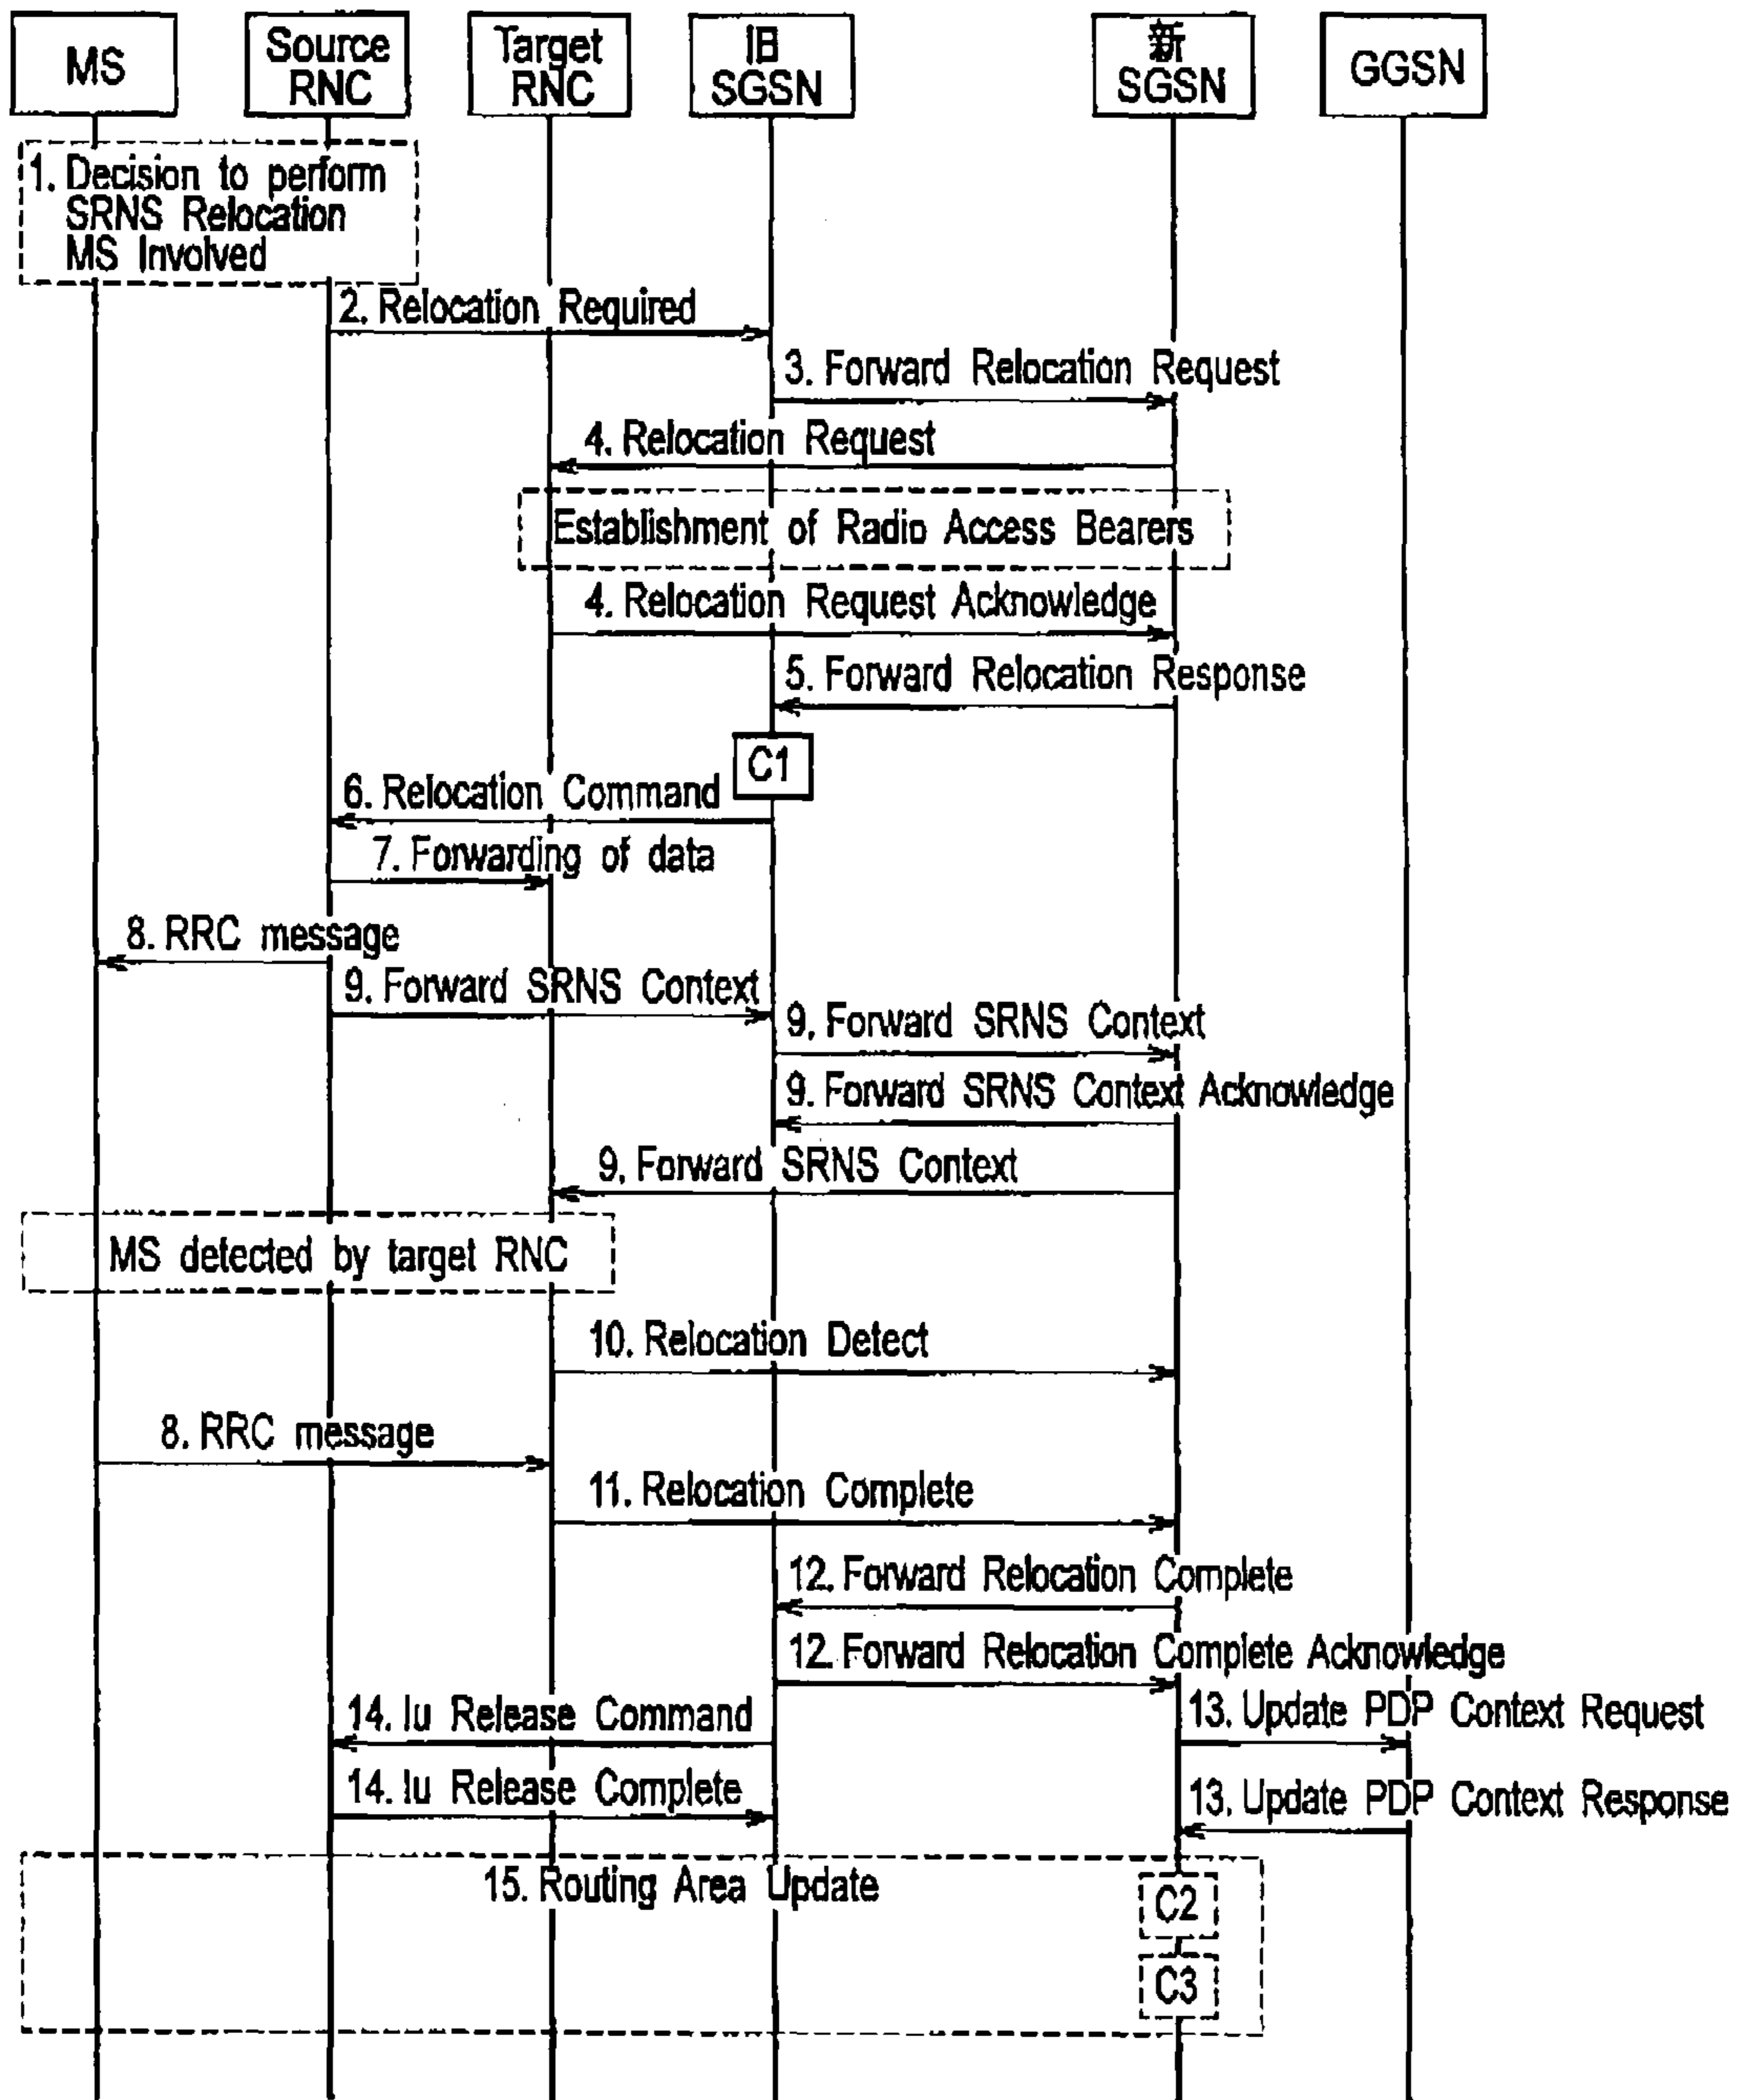 MS
Source
RNC
Target
RNC
旧
SGSN
新
SGSN
GGSN
1. Decision to perform
SRNS Relocation
MS Involved
2. Relocation Required
3. Forward Relocation Request
4. Relocation Request
Establishment of Radio Access Bearers
4. Relocation Request Acknowledge
5. Forward Relocation Response
C1
6. Relocation Command
7. Forwarding of data
8. RRC message
9. Forward SRNS Context
9. Forward SRNS Context
9. Forward SRNS Context Acknowledge
9. Forward SRNS Context
MS detected by target RNC
10. Relocation Detect
8. RRC message
11. Relocation Complete
12. Forward Relocation Complete
12. Forward Relocation Complete Acknowledge
14. Iu Release Command
13. Update PDP Context Request
14. Iu Release Complete
13. Update PDP Context Response
15. Routing Area Update
C2
C3